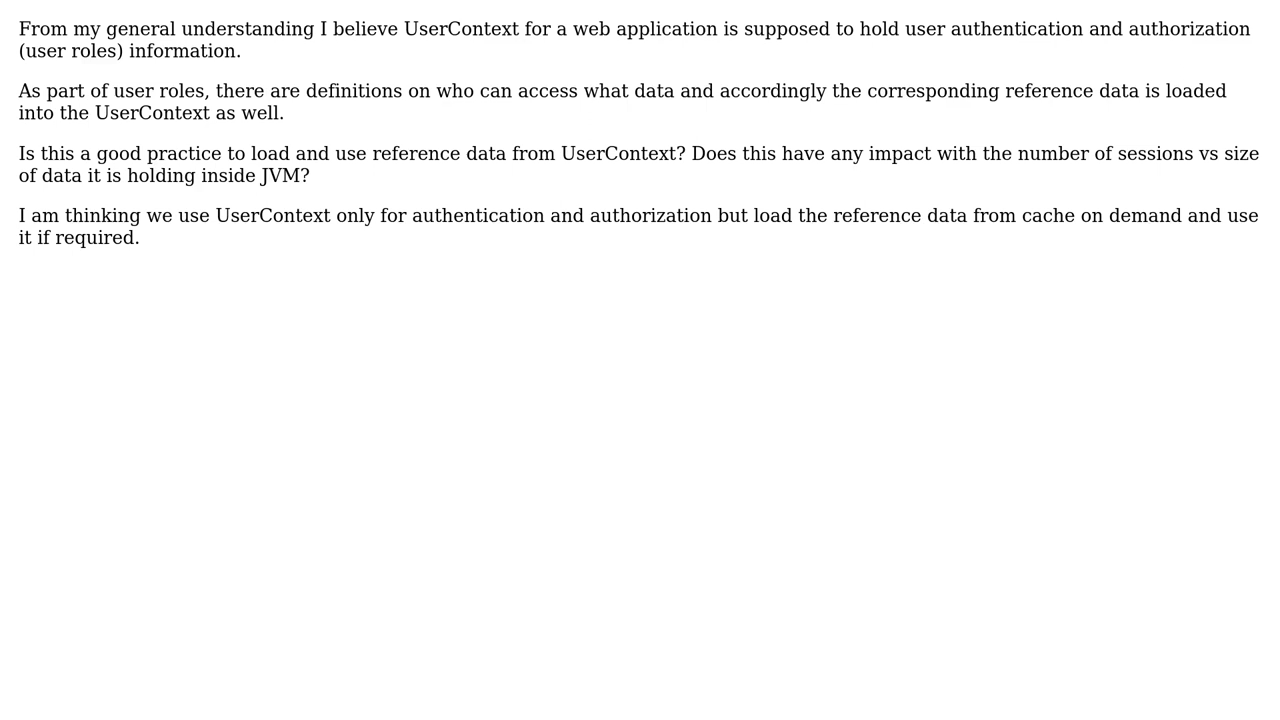 From my general understanding I believe UserContext for a web application is supposed to hold user authentication and authorization
(user roles) information.
As part of user roles, there are definitions on who can access what data and accordingly the corresponding reference data is loaded
into the UserContext as well.
Is this a good practice to load and use reference data from UserContext? Does this have any impact with the number of sessions vs size
of data it is holding inside JVM?
I am thinking we use UserContext only for authentication and authorization but load the reference data from cache on demand and use
it if required.